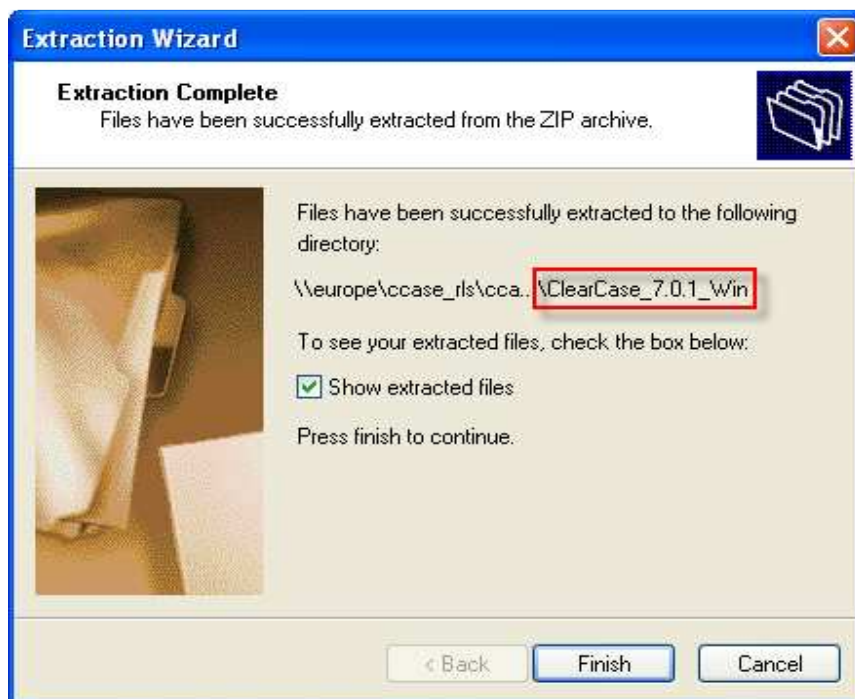 Extraction Wizard
Extraction Complete
Files have been successfully extracted from the ZIP archive.
Files have been successfully extracted to the following
directory:
\\europe\ccase_rls\cca...\ClearCase_7.0.1_Win
To see your extracted files, check the box below:
Show extracted files
Press finish to continue.
< Back
Finish
Cancel